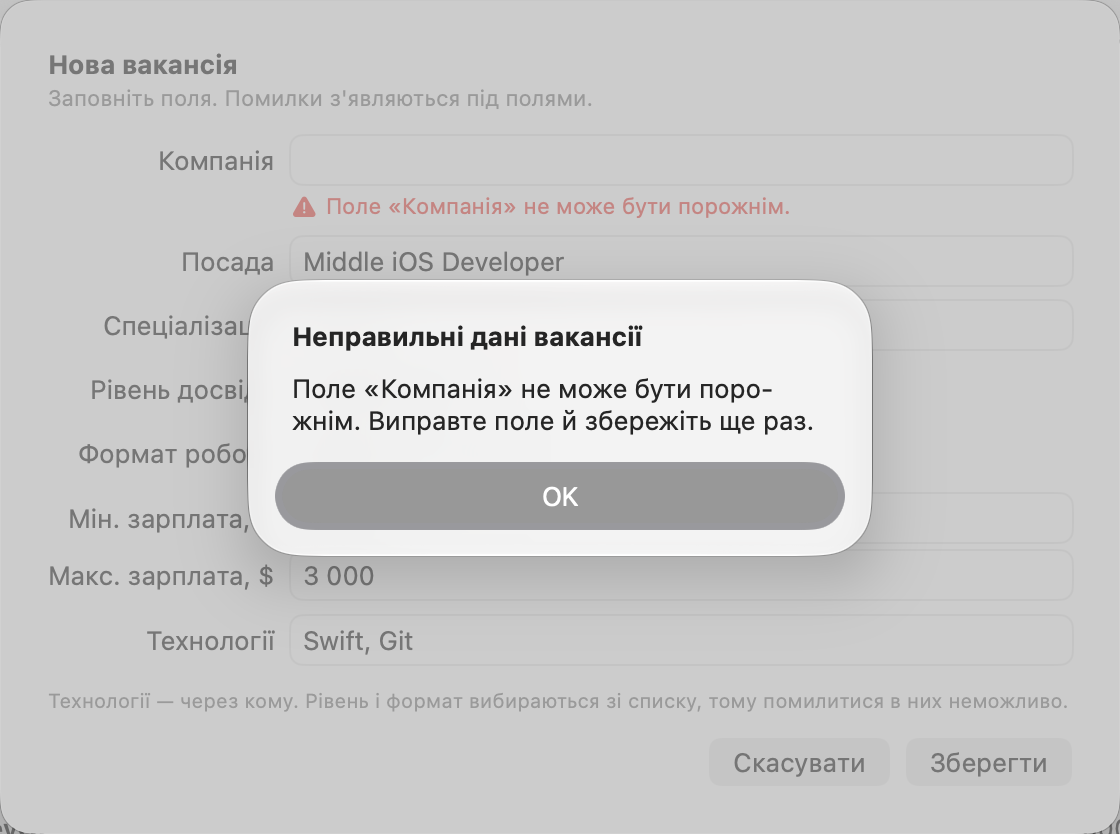 Нова вакансія
Заповніть поля. Помилки з'являються під полями.
Компанія
Поле «Компанія» не може бути порожнім.
Посада
Middle iOS Developer
Неправильні дані вакансії
Поле «Компанія» не може бути поро-
жнім. Виправте поле й збережіть ще раз.
OK
Рівень
Формат
Мін. зарплата,
Макс. зарплата, $
3 000
Технології
Swift, Git
Технології — через кому. Рівень і формат вибираються зі списку, тому помилитися в них неможливо.
Скасувати
Зберегти